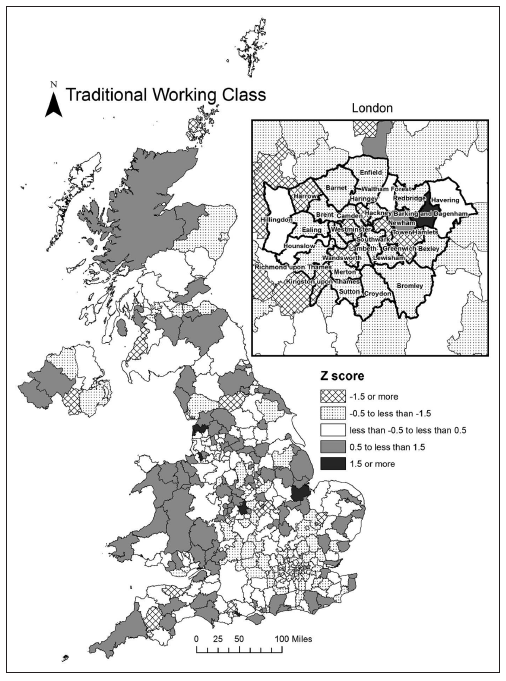 N
Traditional Working Class
London
Enfield
Barnet
Waltham Forest
Haringey
Redbridge
Harrow
Havering
Brent
Camden
Hackney
Barking and Dagenham
Hillingdon
Newham
Ealing
Westminster
Tower Hamlets
Southwark
Hounslow
Lambeth
Greenwich
Bexley
Wandsworth
Lewisham
Richmond upon Thames
Merton
Kingston upon Thames
Bromley
Sutton
Croydon
Z score
-1.5 or more
-0.5 to less than -1.5
less than -0.5 to less than 0.5
0.5 to less than 1.5
1.5 or more
0 25 50 100 Miles